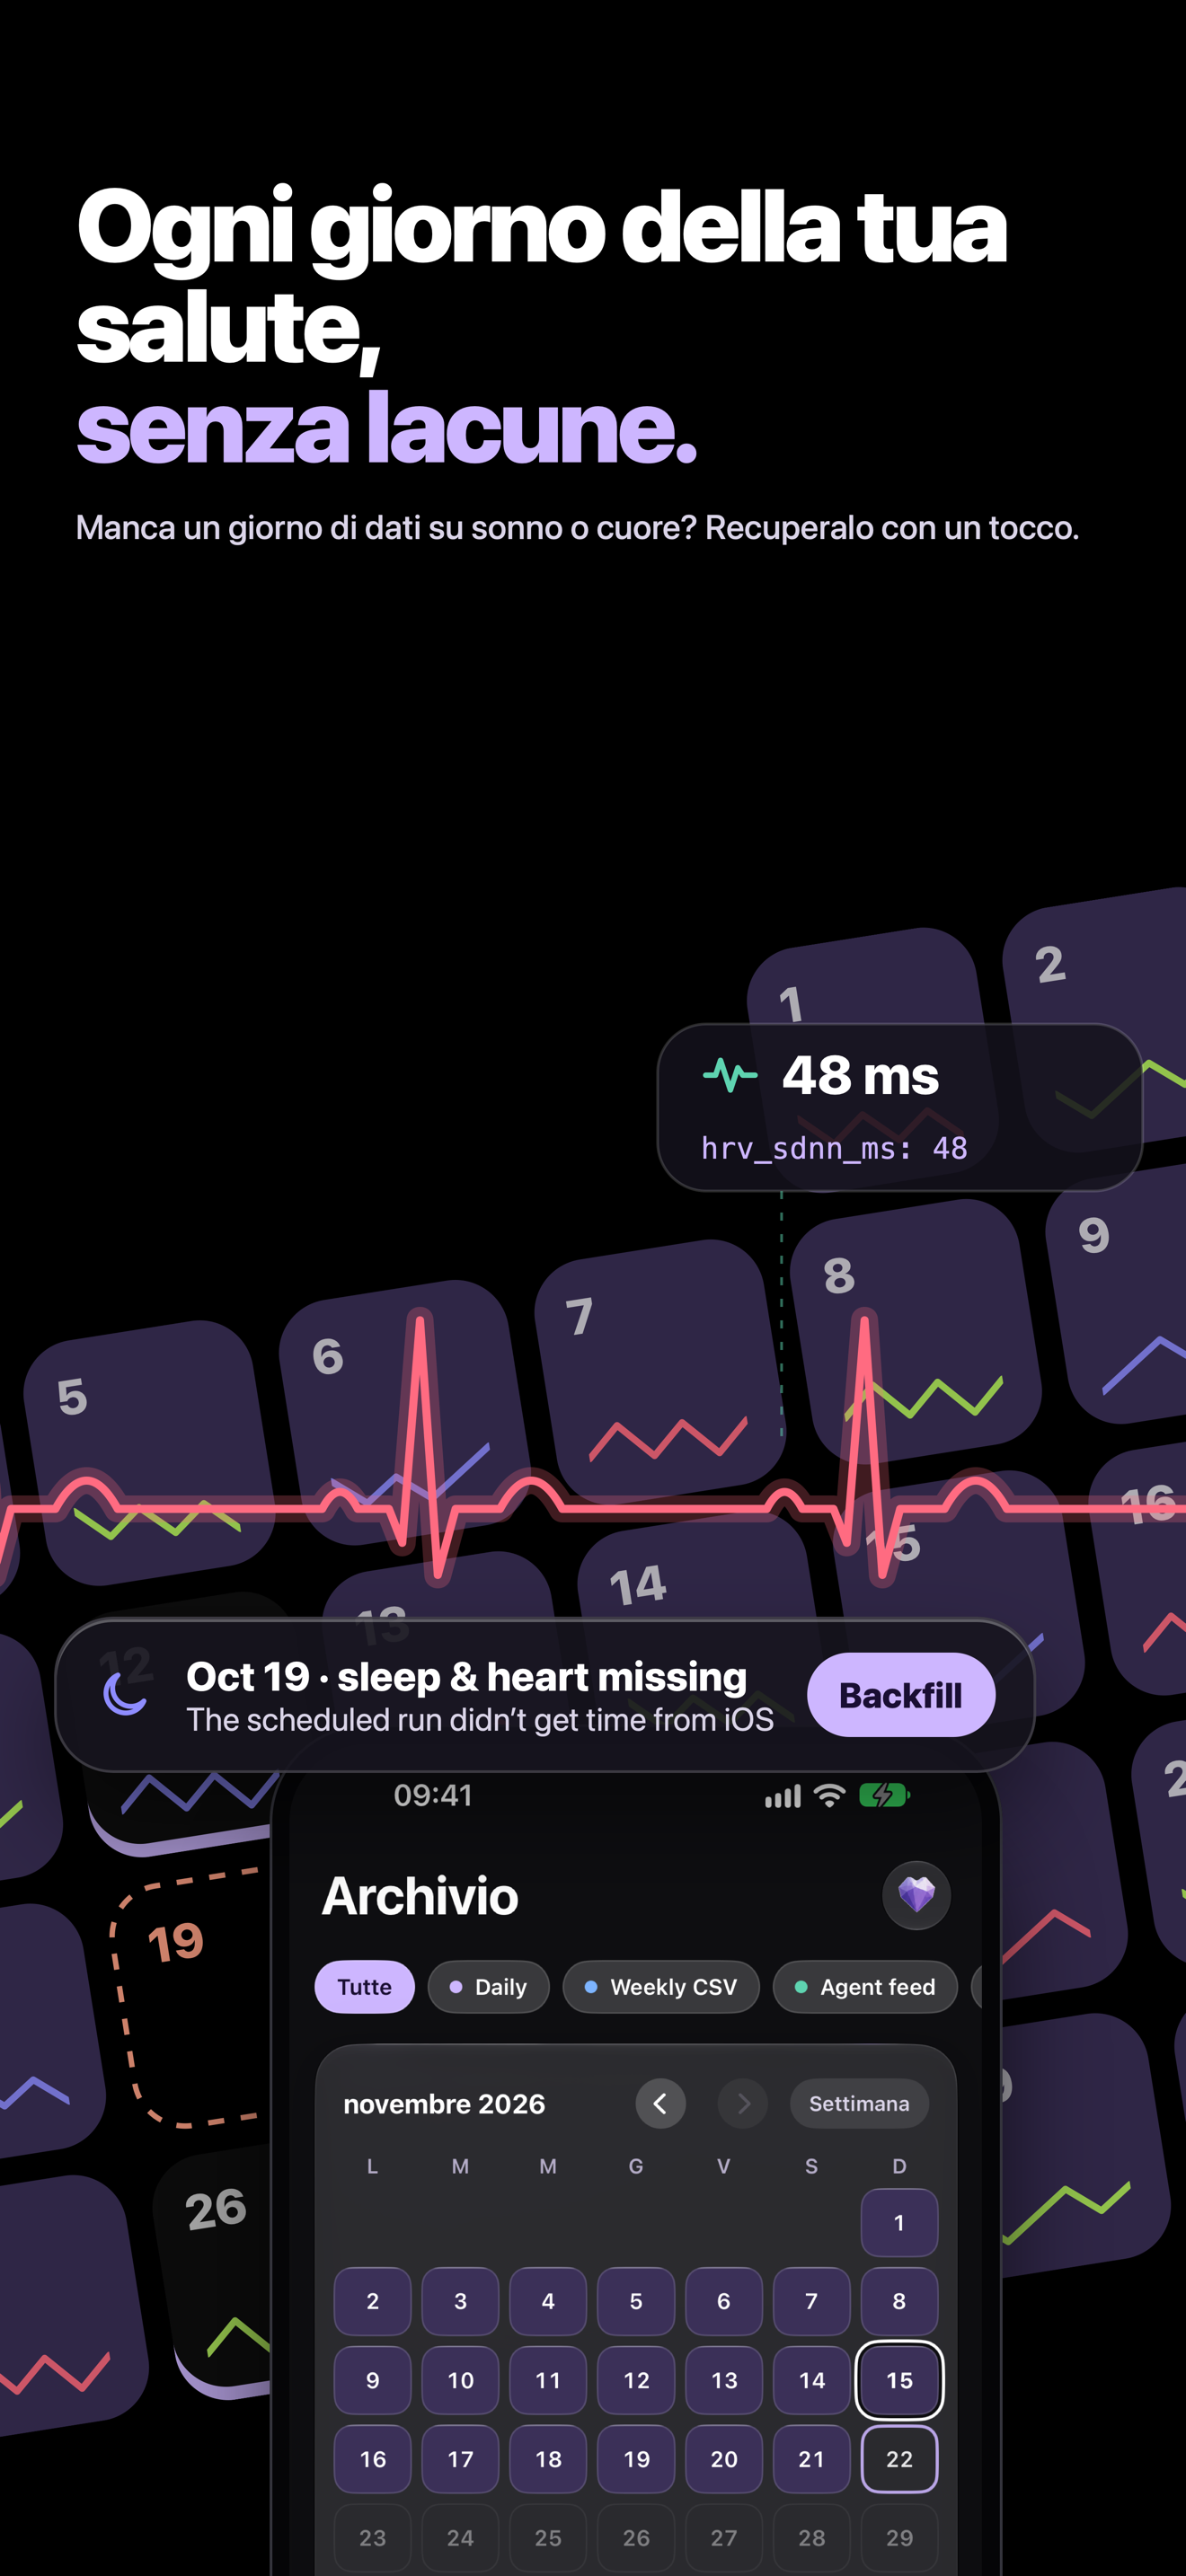 Ogni giorno della tua
salute,
senza lacune.
Manca un giorno di dati su sonno o cuore? Recuperalo con un tocco.
1
2
48 ms
hrv_sdnn_ms: 48
5
6
7
8
9
12
13
14
15
16
Oct 19 · sleep & heart missing
The scheduled run didn’t get time from iOS
Backfill
09:41
19
26
Archivio
Tutte
Daily
Weekly CSV
Agent feed
novembre 2026
Settimana
L M M G V S D
1
2 3 4 5 6 7 8
9 10 11 12 13 14 15
16 17 18 19 20 21 22
23 24 25 26 27 28 29